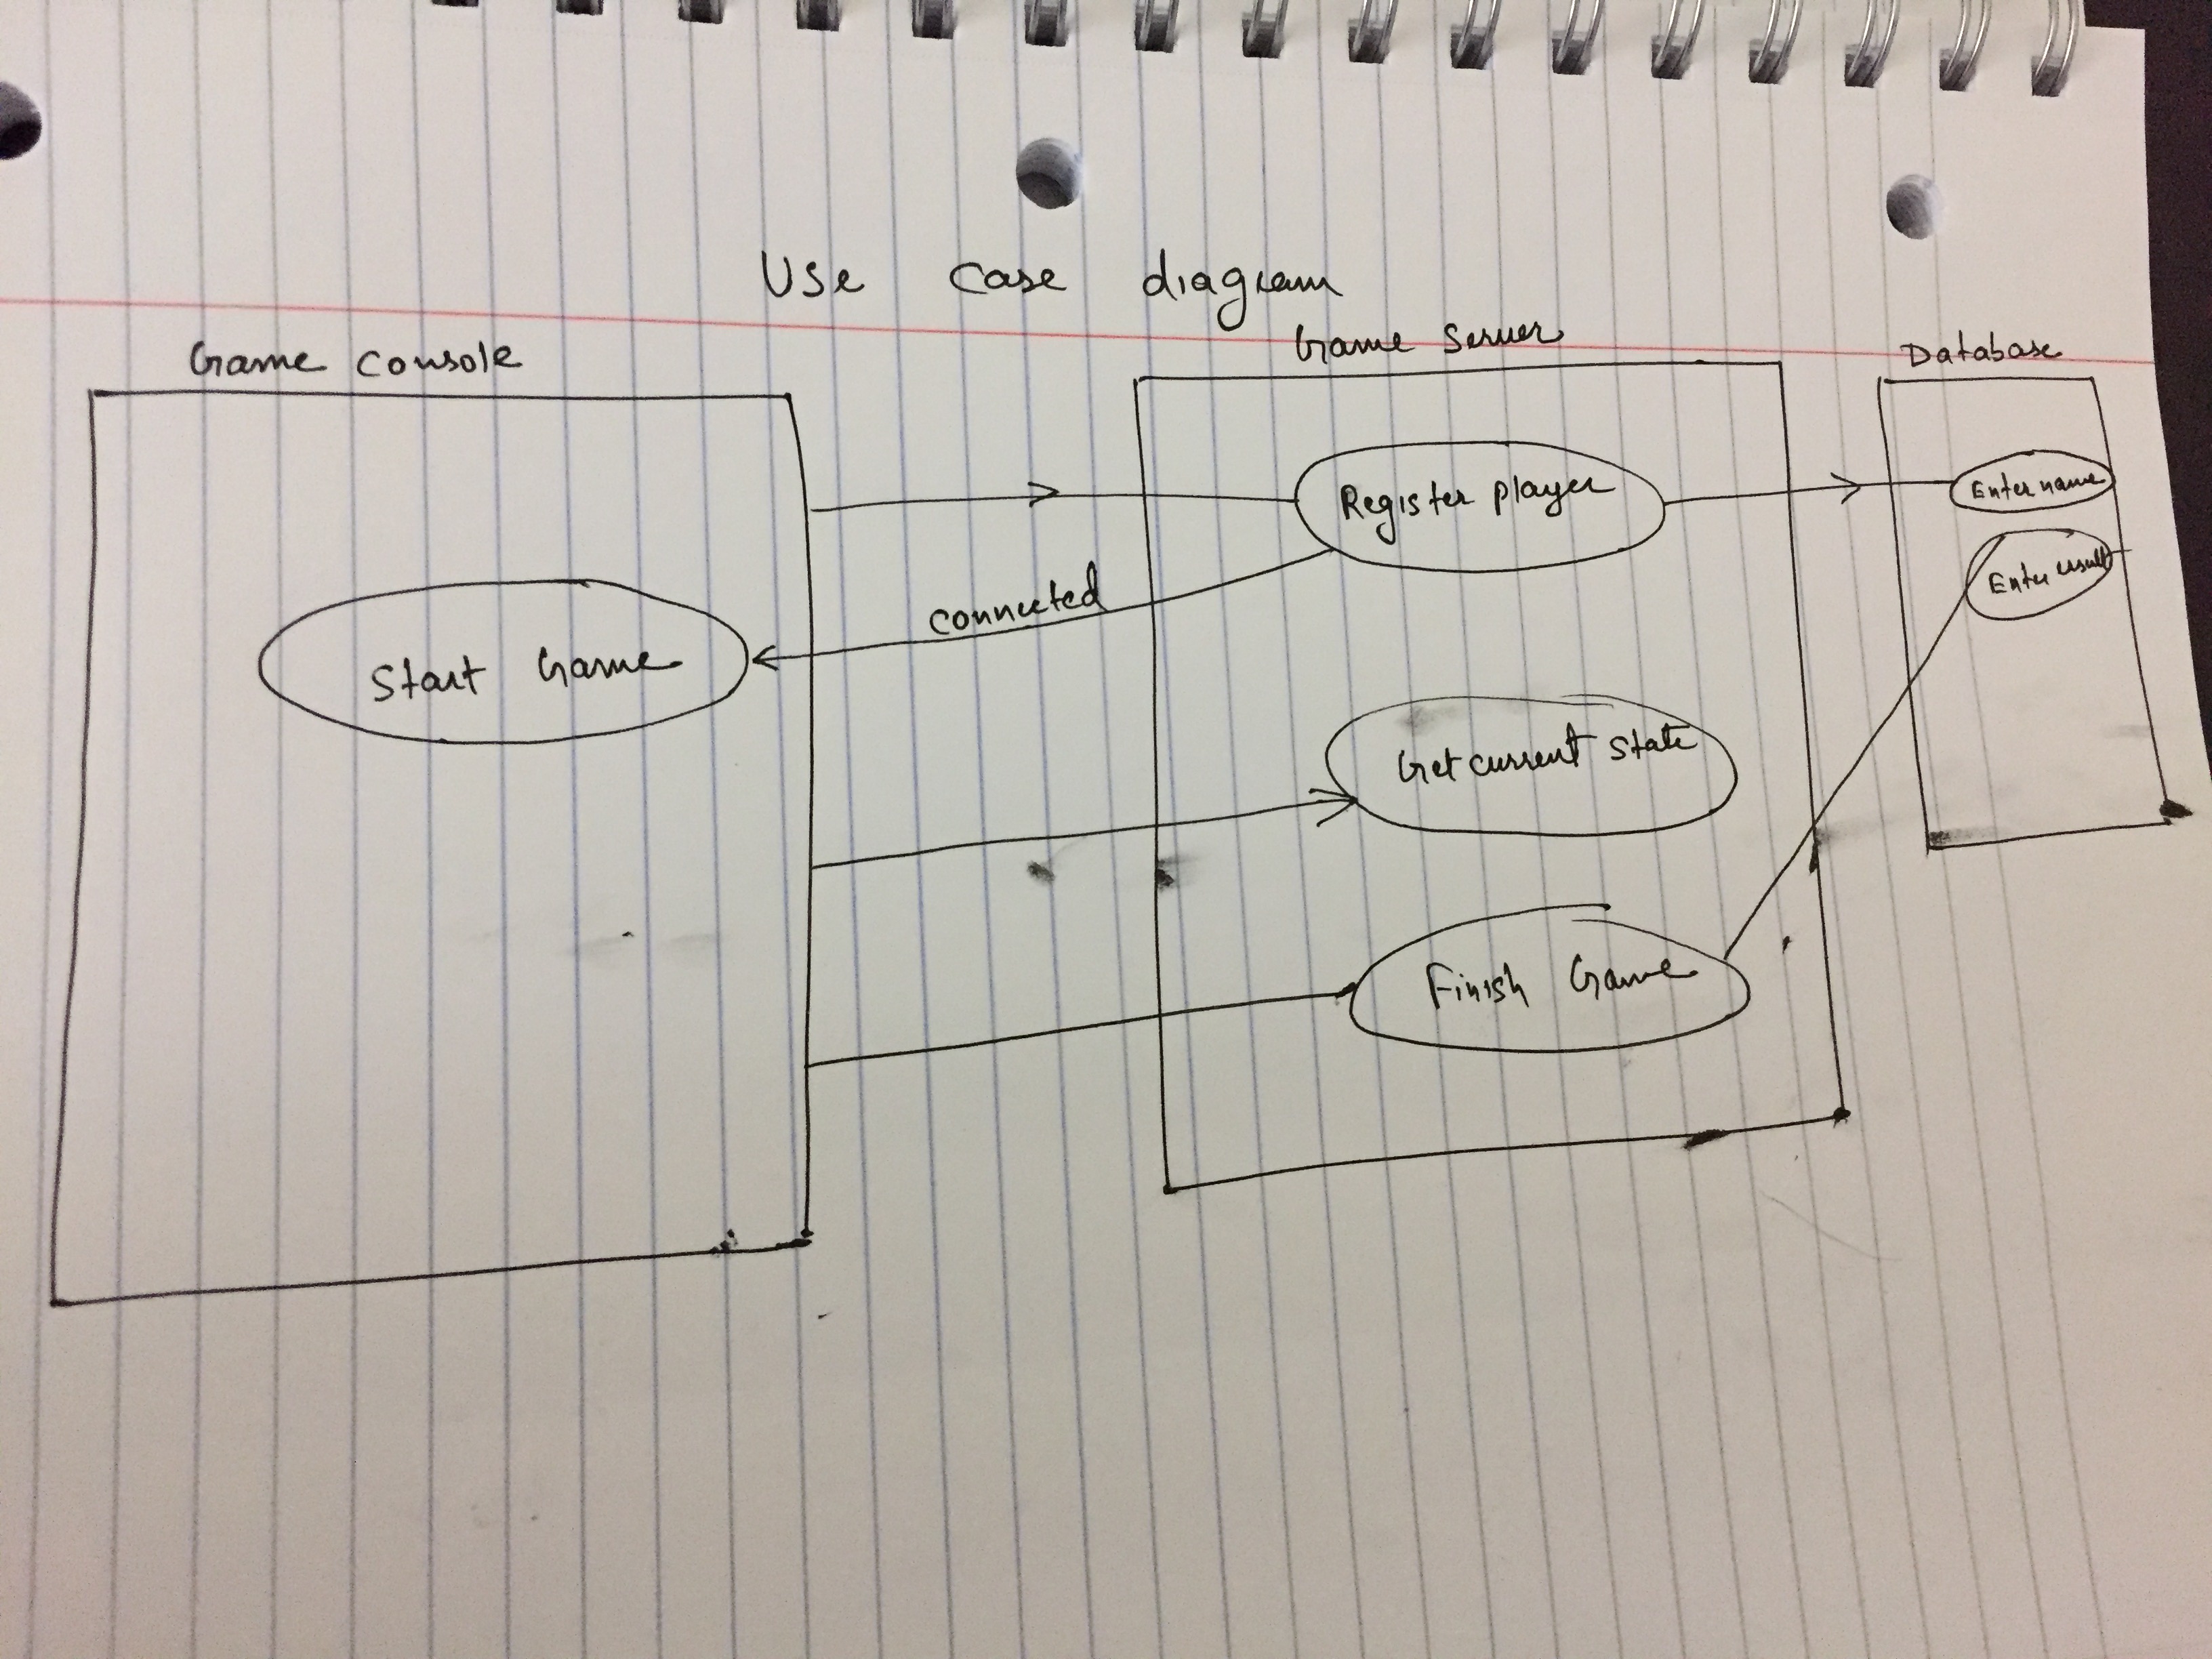 Use Case diagram
Game Console
Game Server
Database
Start Game
connected
Register player
Get current state
Finish Game
Enter name
Enter result